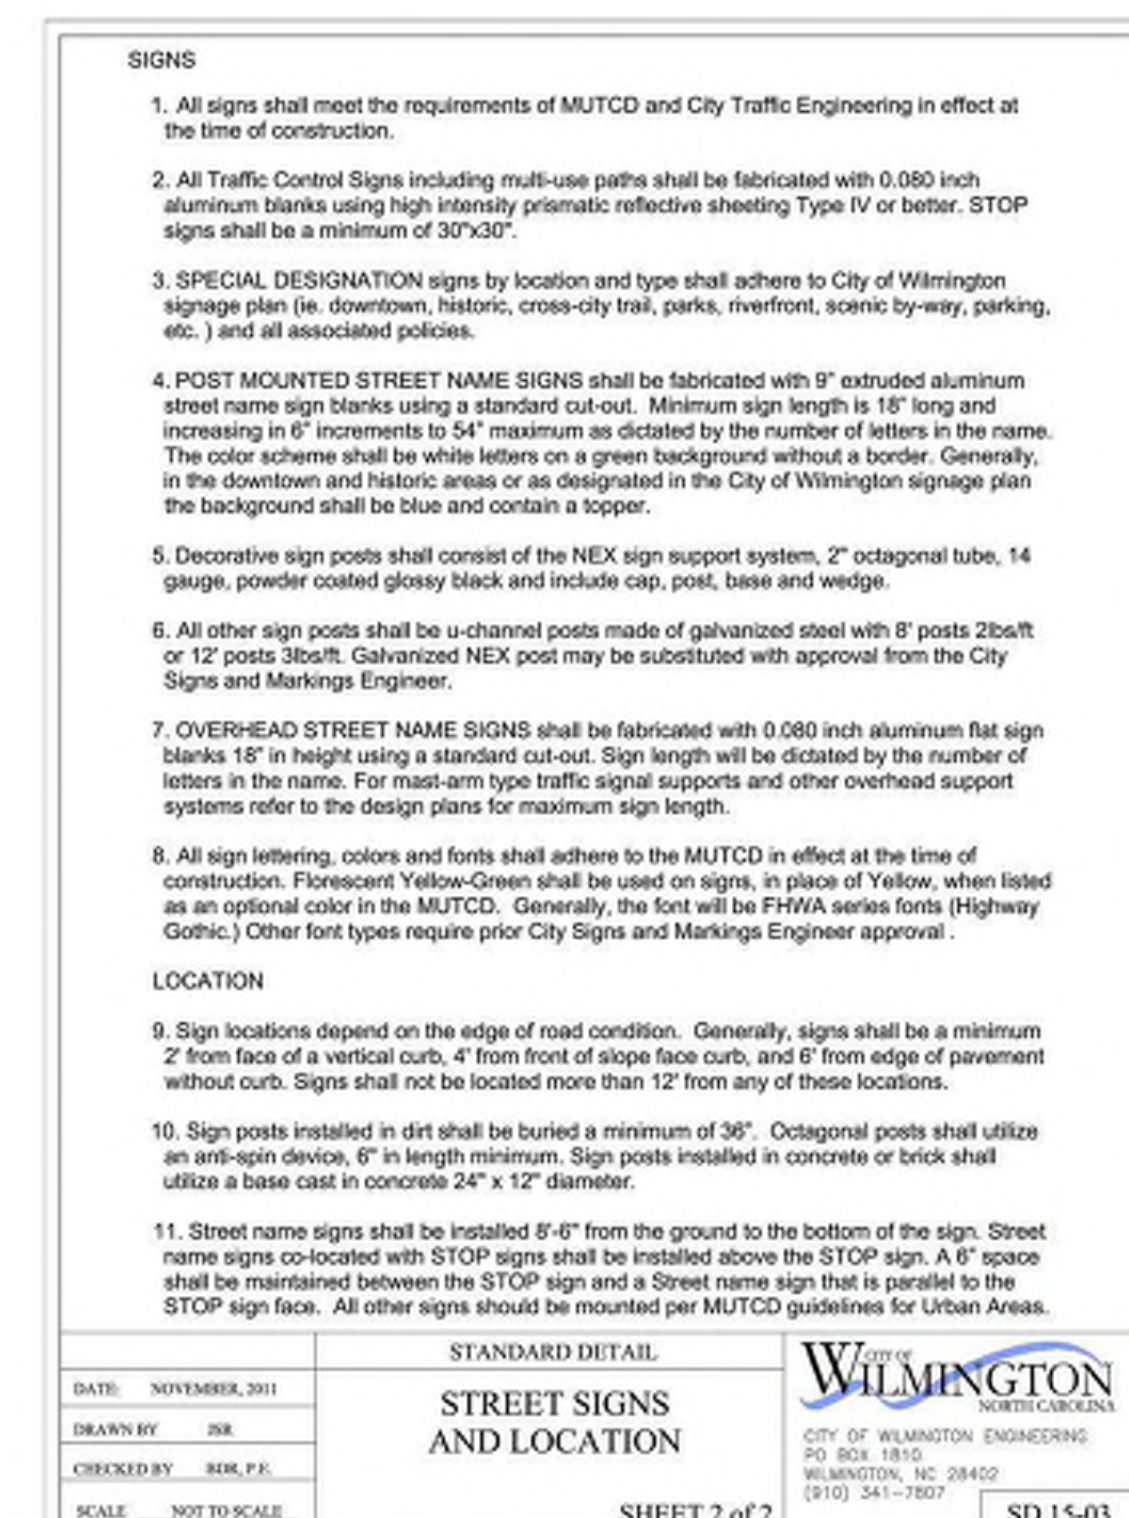 SIGNS
1. All signs shall meet the requirements of MUTCD and City Traffic Engineering in effect at
the time of construction.
2. All Traffic Control Signs including multi-use paths shall be fabricated with 0.080 inch
aluminum blanks using high intensity prismatic reflective sheeting Type IV or better. STOP
signs shall be a minimum of 30"x30".
3. SPECIAL DESIGNATION signs by location and type shall adhere to City of Wilmington
signage plan (ie. downtown, historic, cross-city trail, parks, riverfront, scenic by-way, parking,
etc. ) and all associated policies.
4. POST MOUNTED STREET NAME SIGNS shall be fabricated with 9" extruded aluminum
street name sign blanks using a standard cut-out. Minimum sign length is 18" long and
increasing in 6" increments to 54" maximum as dictated by the number of letters in the name.
The color scheme shall be white letters on a green background without a border. Generally,
in the downtown and historic areas or as designated in the City of Wilmington signage plan
the background shall be blue and contain a topper.
5. Decorative sign posts shall consist of the NEX sign support system, 2" octagonal tube, 14
gauge, powder coated glossy black and include cap, post, base and wedge.
6. All other sign posts shall be u-channel posts made of galvanized steel with 8' posts 2lbs/ft
or 12' posts 3lbs/ft. Galvanized NEX post may be substituted with approval from the City
Signs and Markings Engineer.
7. OVERHEAD STREET NAME SIGNS shall be fabricated with 0.080 inch aluminum flat sign
blanks 18" in height using a standard cut-out. Sign length will be dictated by the number of
letters in the name. For mast-arm type traffic signal supports and other overhead support
systems refer to the design plans for maximum sign length.
8. All sign lettering, colors and fonts shall adhere to the MUTCD in effect at the time of
construction. Florescent Yellow-Green shall be used on signs, in place of Yellow, when listed
as an optional color in the MUTCD. Generally, the font will be FHWA series fonts (Highway
Gothic.) Other font types require prior City Signs and Markings Engineer approval .
LOCATION
9. Sign locations depend on the edge of road condition. Generally, signs shall be a minimum
2' from face of a vertical curb, 4' from front of slope face curb, and 6' from edge of pavement
without curb. Signs shall not be located more than 12' from any of these locations.
10. Sign posts installed in dirt shall be buried a minimum of 36". Octagonal posts shall utilize
an anti-spin device, 6" in length minimum. Sign posts installed in concrete or brick shall
utilize a base cast in concrete 24" x 12" diameter.
11. Street name signs shall be installed 8'-6" from the ground to the bottom of the sign. Street
name signs co-located with STOP signs shall be installed above the STOP sign. A 6" space
shall be maintained between the STOP sign and a Street name sign that is parallel to the
STOP sign face. All other signs should be mounted per MUTCD guidelines for Urban Areas.
DATE: NOVEMBER, 2011
DRAWN BY JSR
CHECKED BY BDR, P.E.
SCALE NOT TO SCALE
STANDARD DETAIL
STREET SIGNS
AND LOCATION
SHEET 2 of 2
CITY OF
WILMINGTON
NORTH CAROLINA
CITY OF WILMINGTON ENGINEERING
PO BOX 1810
WILMINGTON, NC 28402
(910) 341-7807
SD 15-03